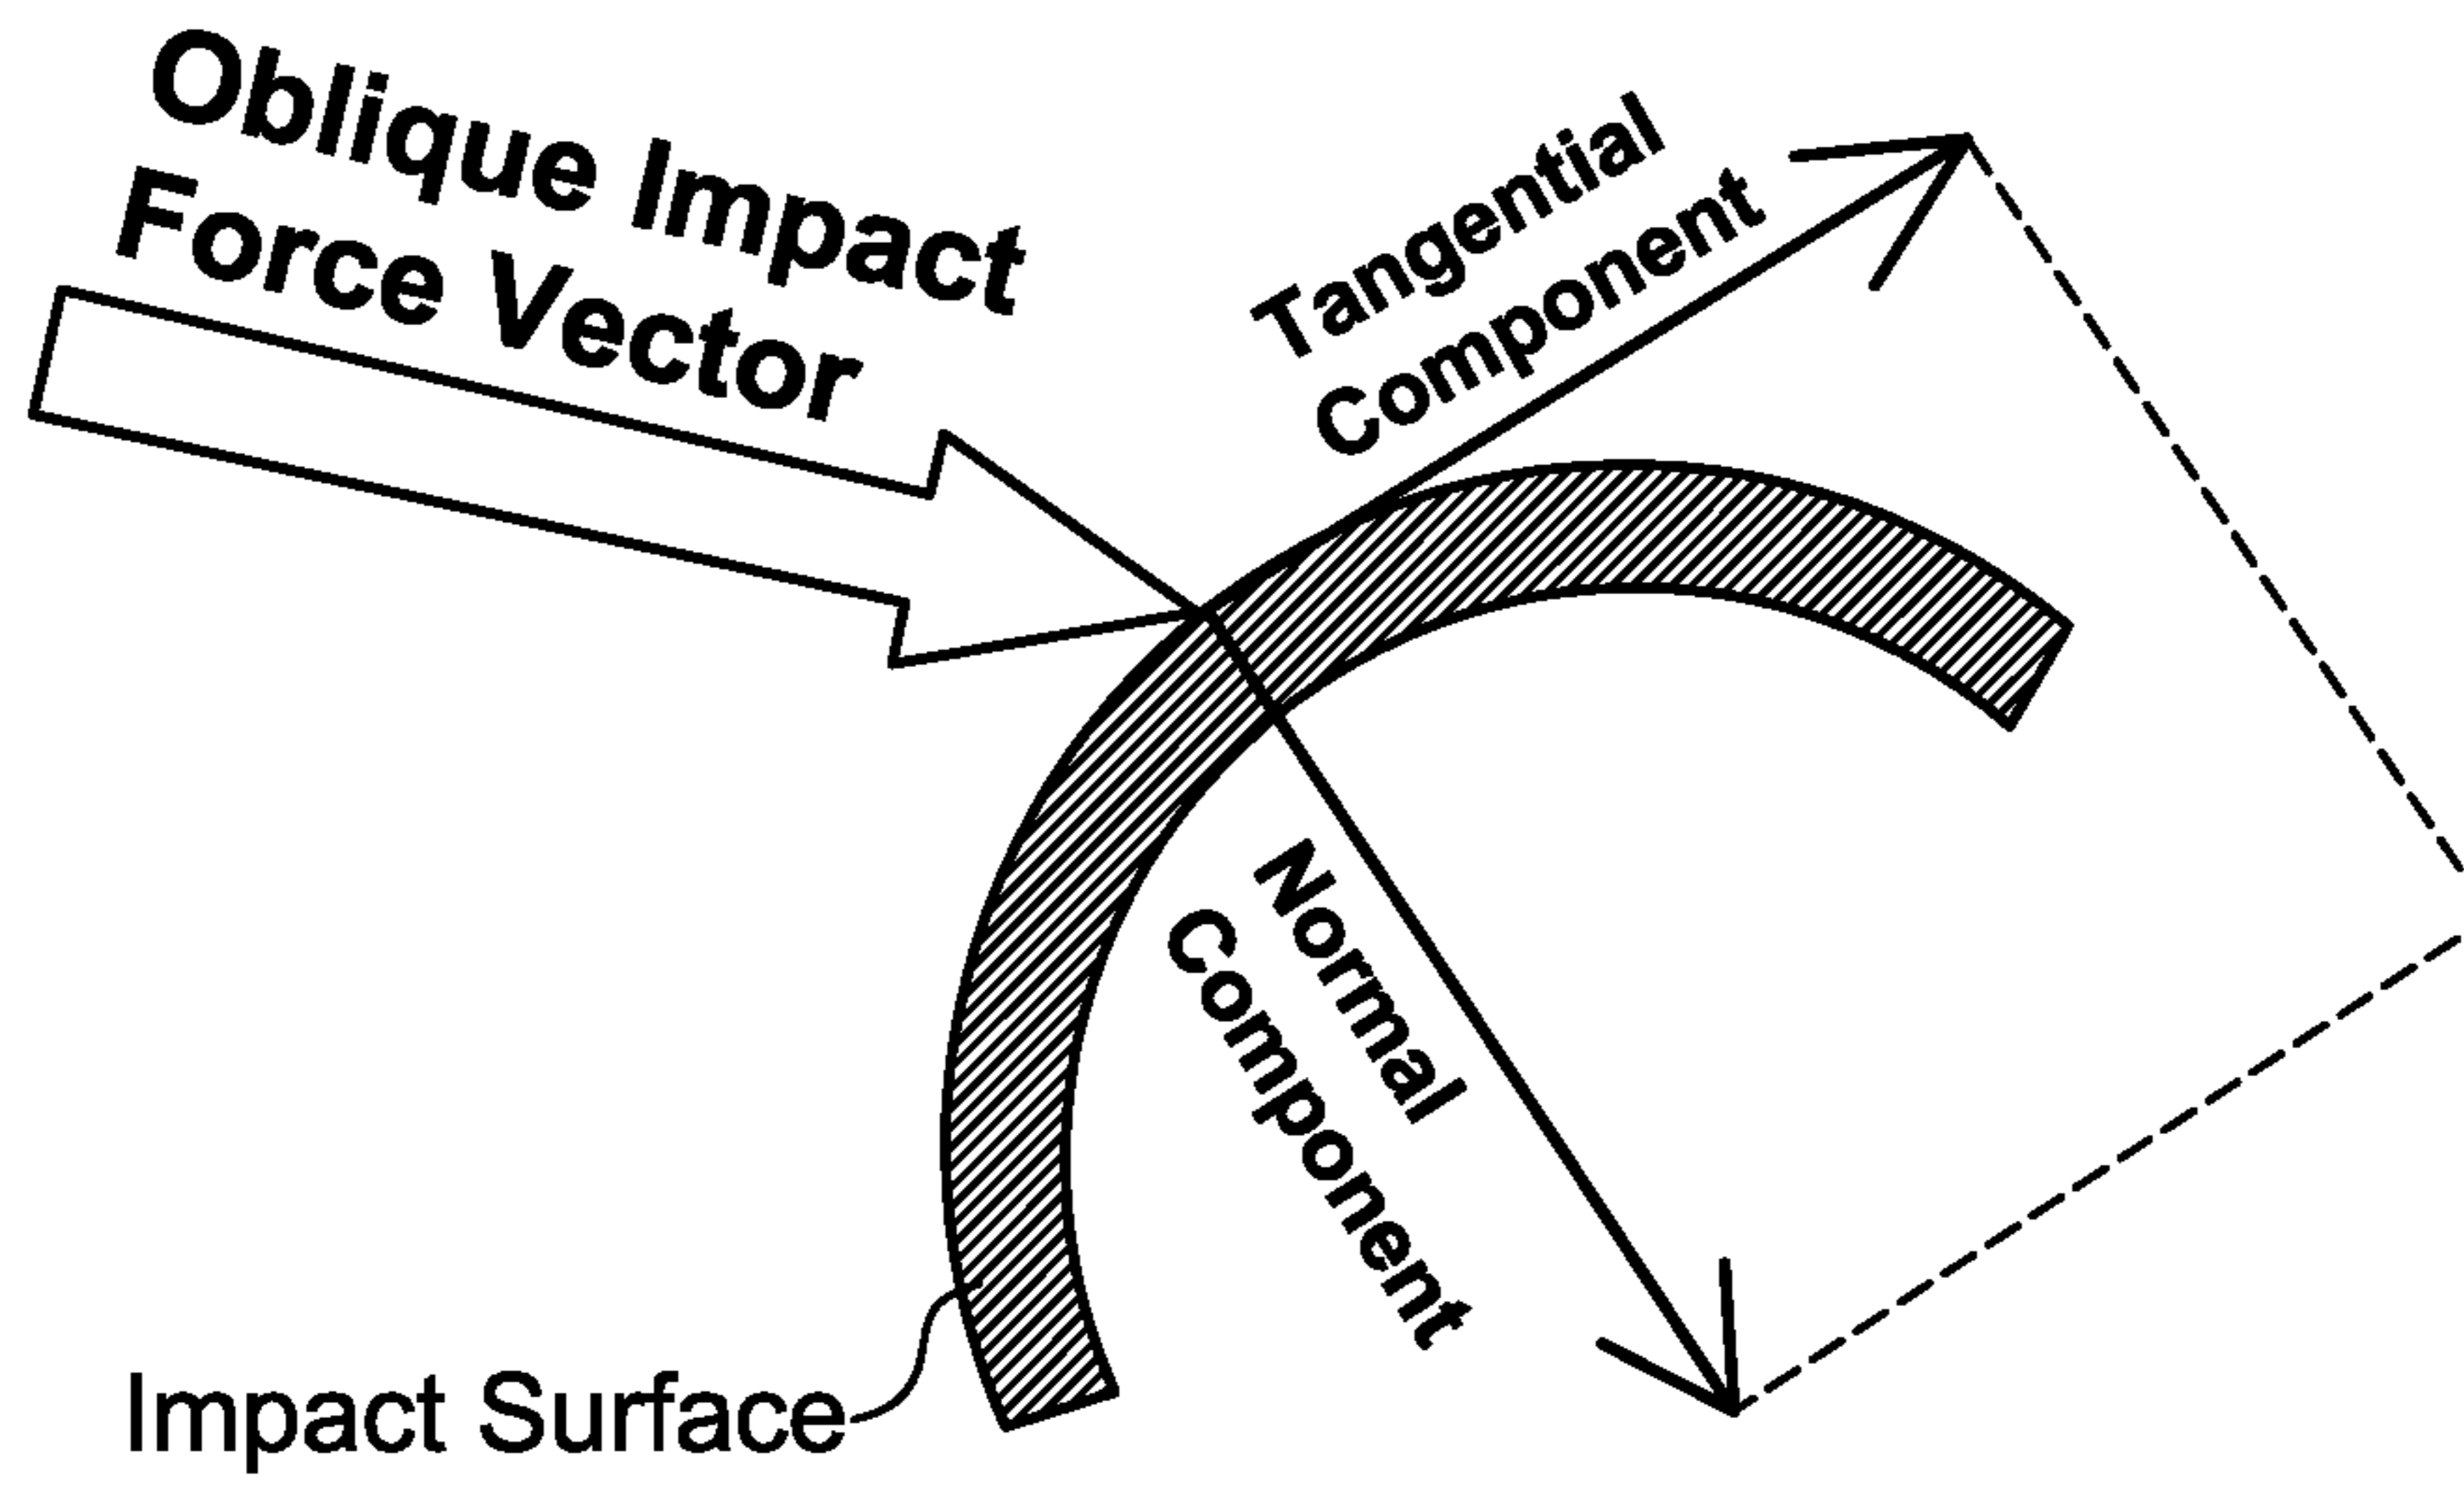 Oblique Impact
Force Vector
Tangential
Component
Normal
Component
Impact Surface